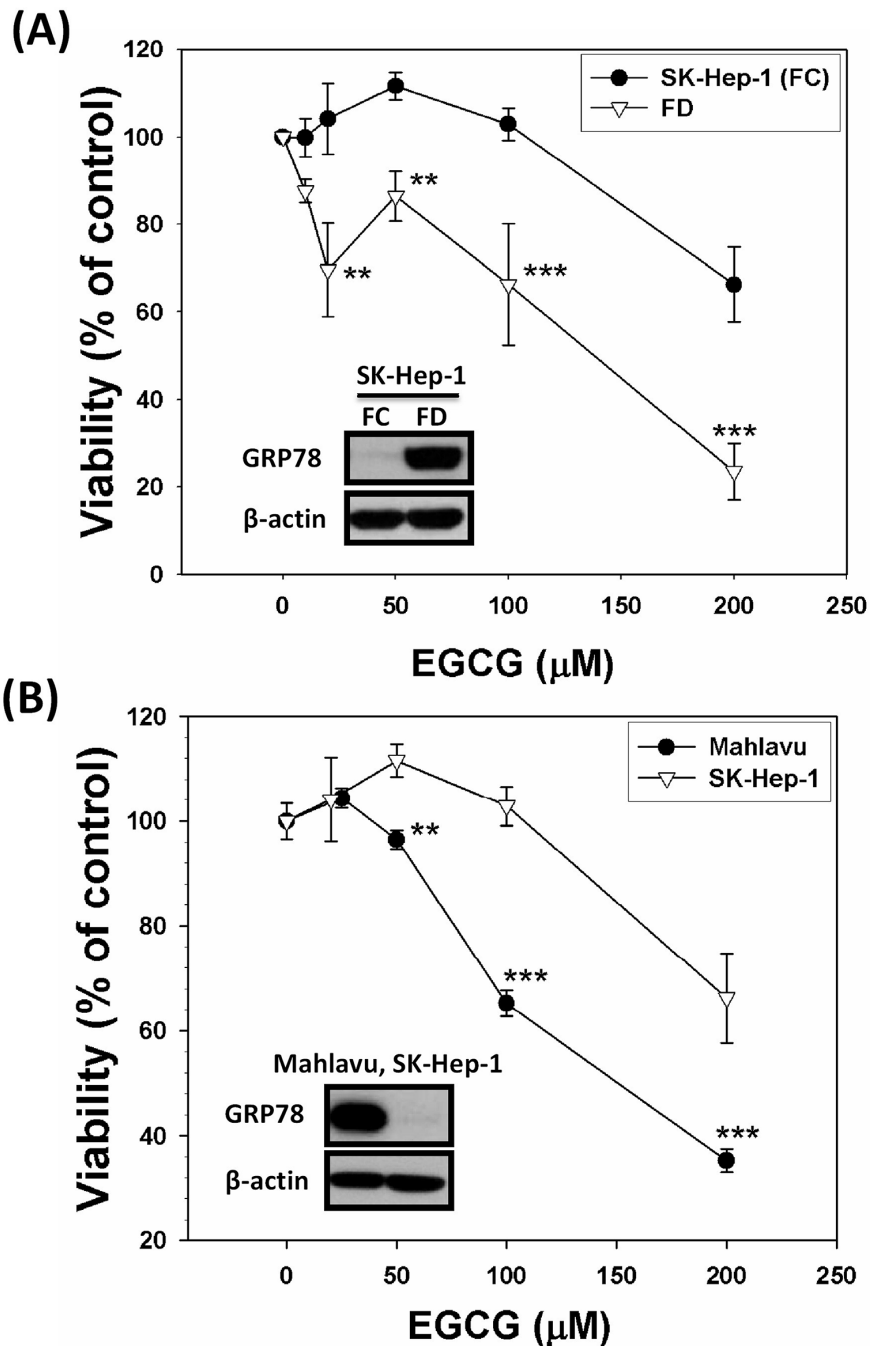 (A)
120
100
80
60
40
20
0
Viability (% of control)
SK-Hep-1 (FC)
FD
**
**
***
***
SK-Hep-1
FC FD
GRP78
β-actin
0 50 100 150 200 250
EGCG (μM)
(B)
120
100
80
60
40
20
Viability (% of control)
Mahlavu
SK-Hep-1
**
***
***
Mahlavu, SK-Hep-1
GRP78
β-actin
0 50 100 150 200 250
EGCG (μM)